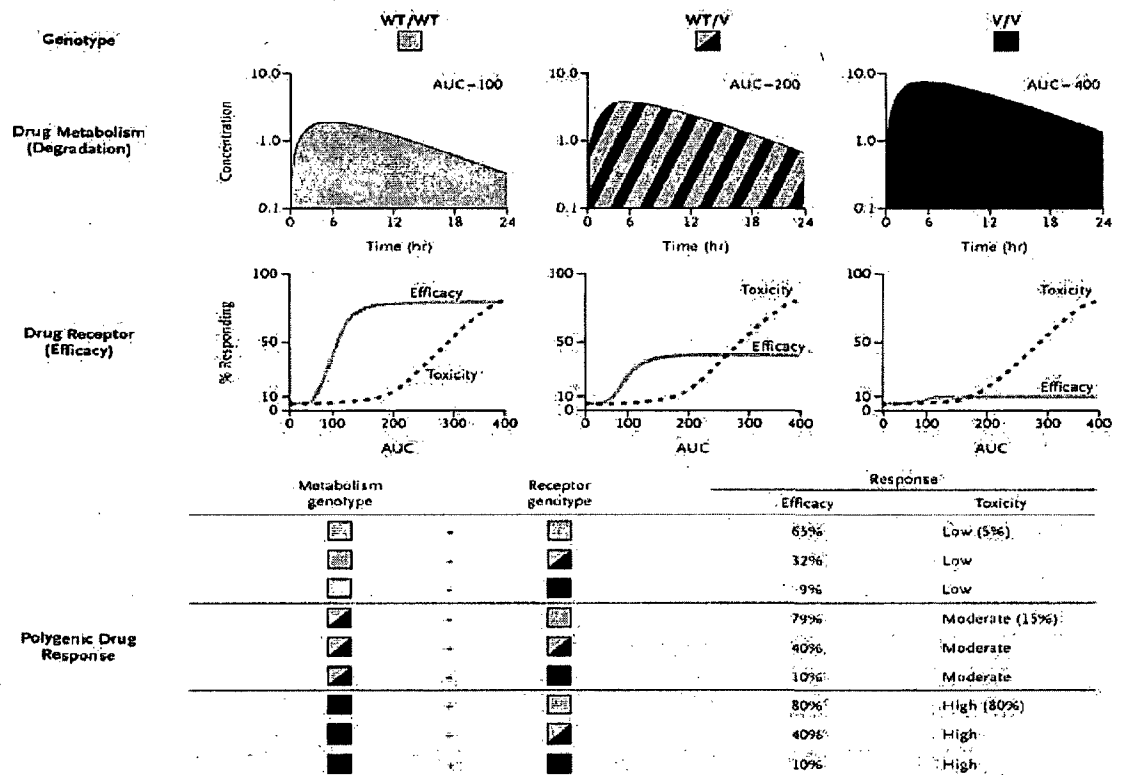 Genotype WT/WT WT/V V/V
Drug Metabolism
(Degradation)
Concentration
10.0
1.0
0.1
AUC-100
0 6 12 18 24
Time (hr)
10.0
1.0
0.1
AUC-200
0 6 12 18 24
Time (hr)
10.0
1.0
0.1
AUC-400
0 6 12 18 24
Time (hr)
Drug Receptor
(Efficacy)
% Responding
100
50
10
0
Efficacy
Toxicity
0 100 200 300 400
AUC
100
50
10
0
Toxicity
Efficacy
0 100 200 300 400
AUC
100
50
10
0
Toxicity
Efficacy
0 100 200 300 400
AUC
Polygenic Drug
Response
Metabolism
genotype
Receptor
genotype
Response
Efficacy Toxicity
65% Low (5%)
32% Low
9% Low
79% Moderate (15%)
40% Moderate
10% Moderate
80% High (80%)
40% High
10% High